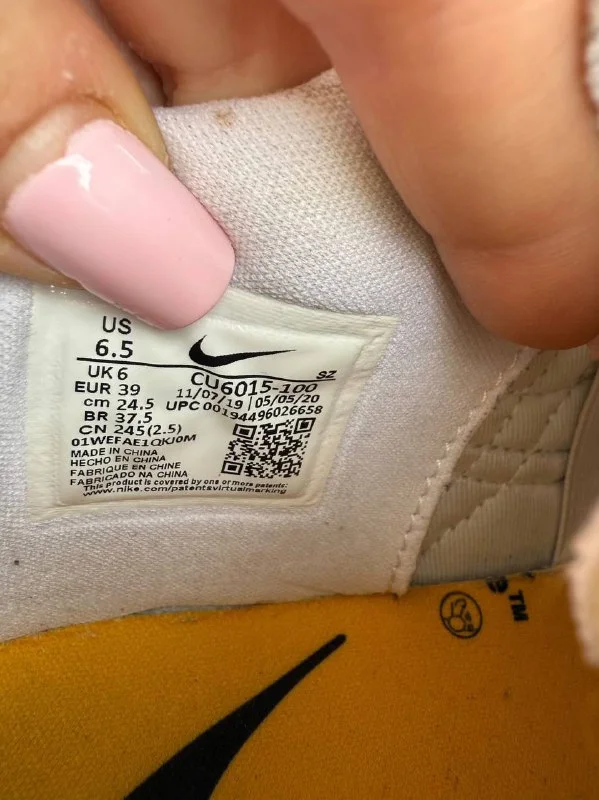 US
6.5
UK 6
EUR 39
cm 24.5
BR 37,5
CN 245(2.5)
01WEFAE1QKJ0M
SZ
CU6015-100
11/07/19 | 05/05/20
UPC 00194496026658
MADE IN CHINA
HECHO EN CHINA
FABRIQUE EN CHINE
FABRICADO NA CHINA
This product is covered by one or more patents:
www.nike.com/patentsvirtualmarking
TM